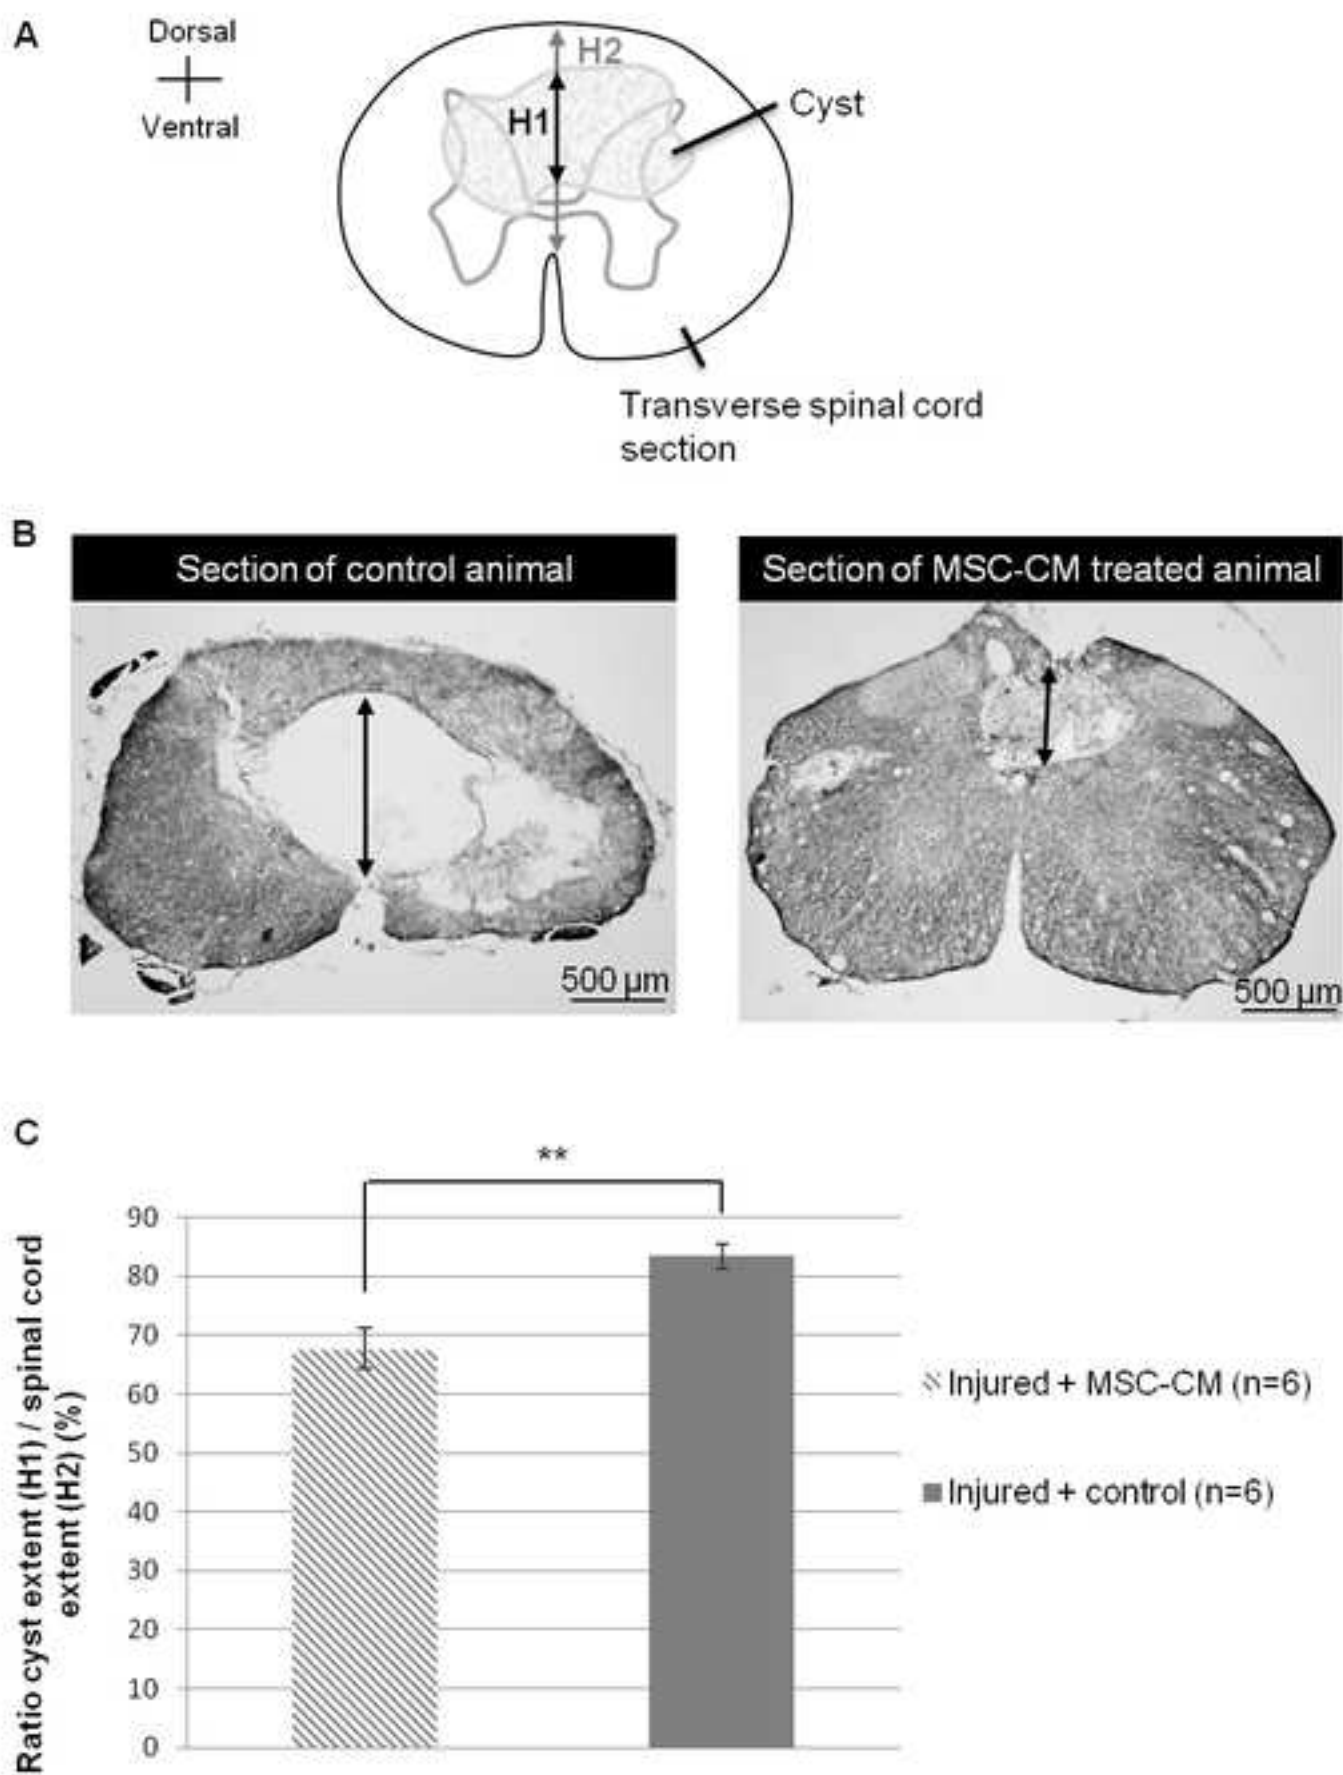 A
Dorsal
Ventral
H2
H1
Cyst
Transverse spinal cord
section
B
Section of control animal
Section of MSC-CM treated animal
500 µm
500 µm
C
**
Ratio cyst extent (H1) / spinal cord
extent (H2) (%)
90
80
70
60
50
40
30
20
10
0
Injured + MSC-CM (n=6)
Injured + control (n=6)